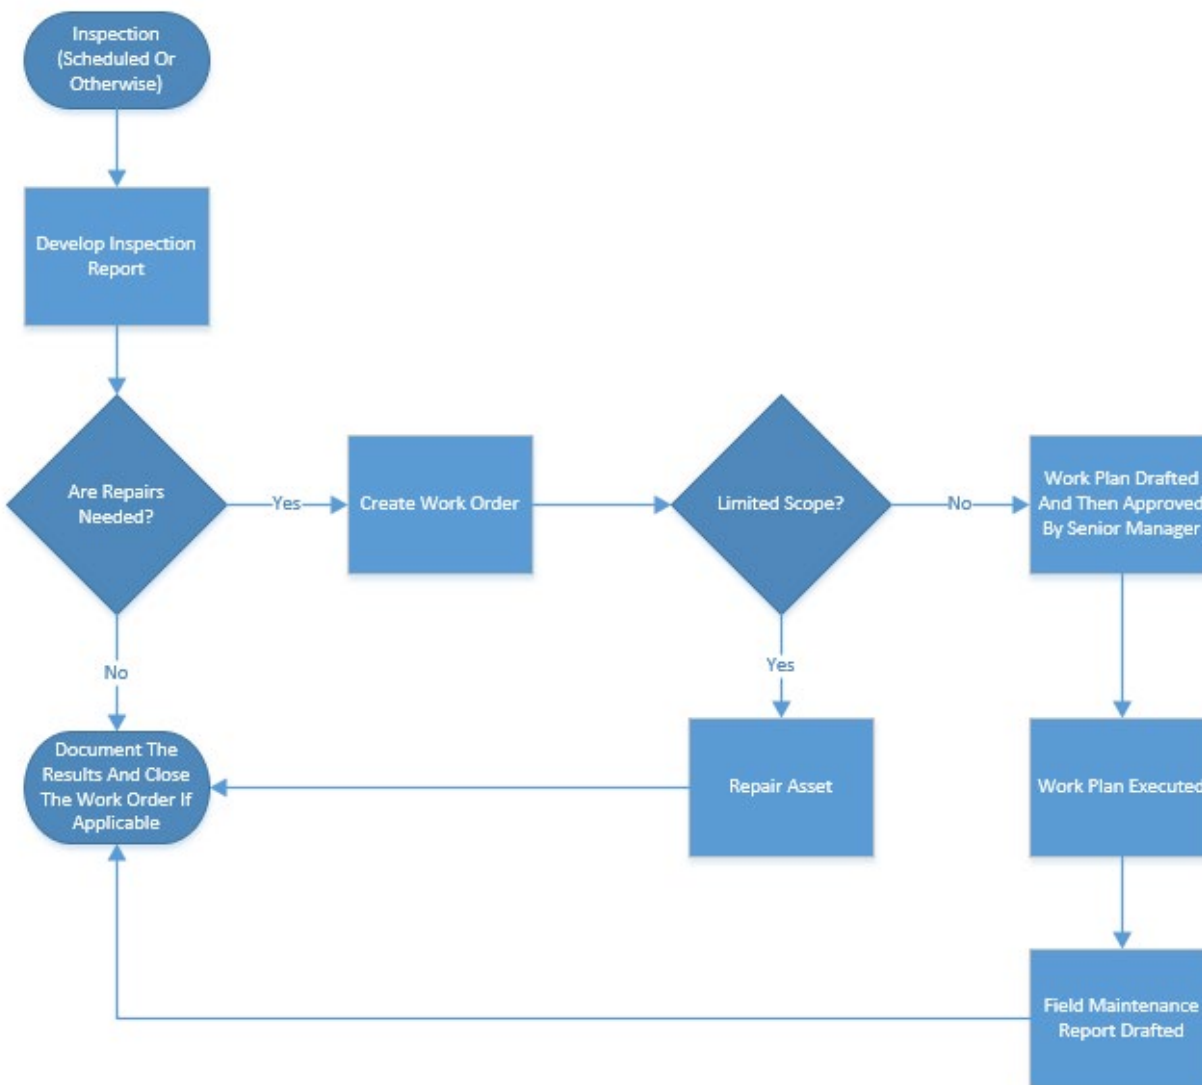 Inspection
(Scheduled Or
Otherwise)
Develop Inspection
Report
Are Repairs
Needed?
Yes
Create Work Order
Limited Scope?
No
Work Plan Drafted
And Then Approved
By Senior Manager
No
Yes
Document The
Results And Close
The Work Order If
Applicable
Repair Asset
Work Plan Executed
Field Maintenance
Report Drafted